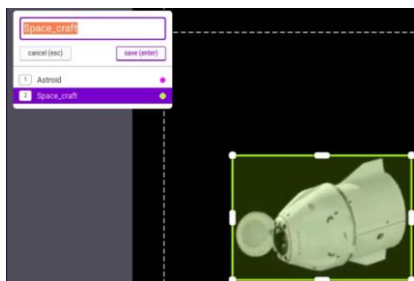 Space_craft
cancel (esc)
save (enter)
1 Astroid
2 Space_craft